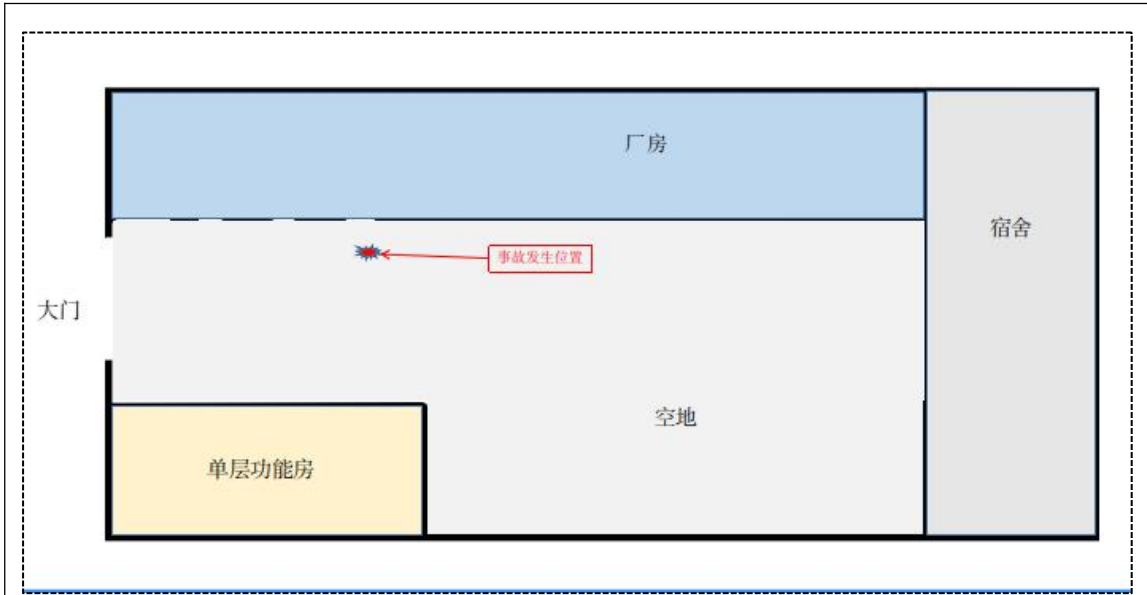 厂房
宿舍
事故发生位置
大门
空地
单层功能房